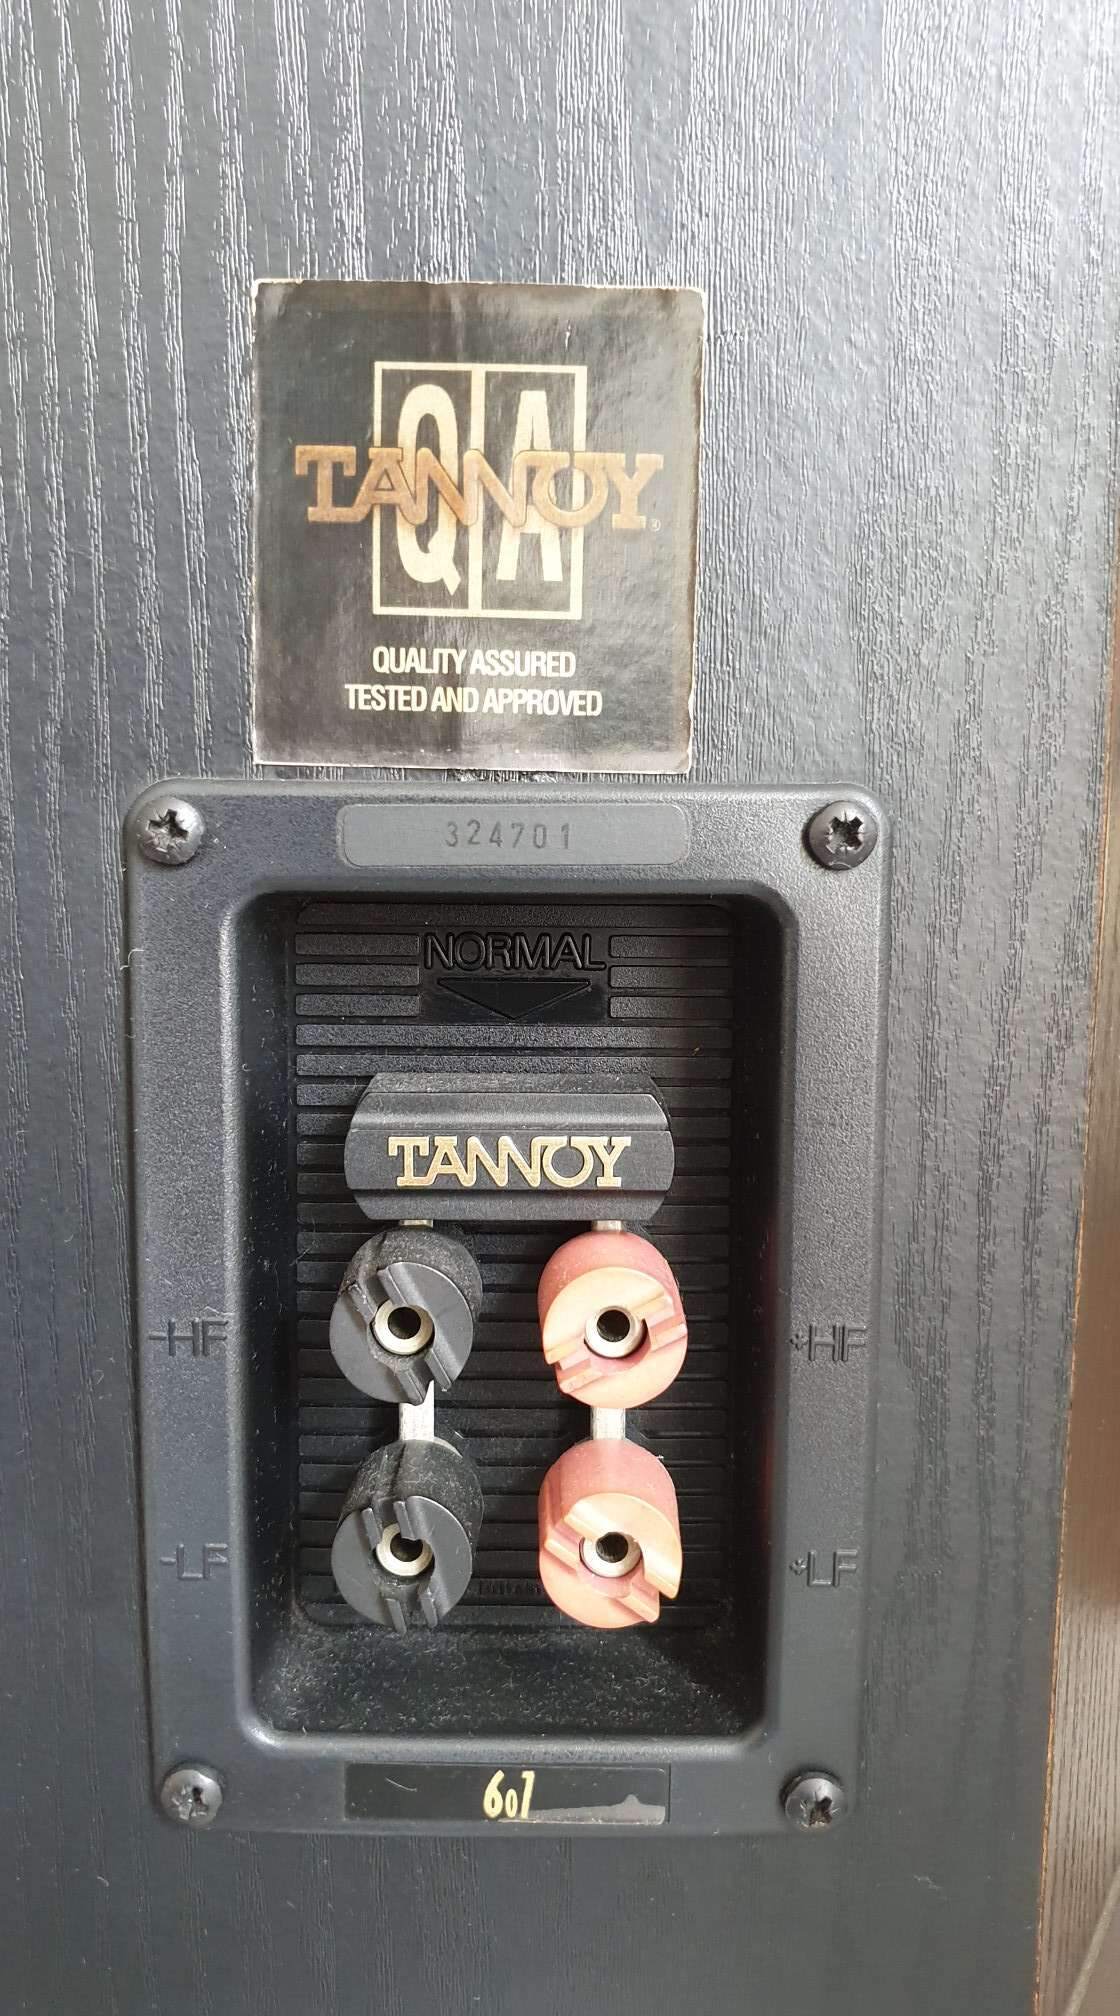 QA
TANNOY®
QUALITY ASSURED
TESTED AND APPROVED
324701
NORMAL
TANNOY
-HF +HF
-LF +LF
607